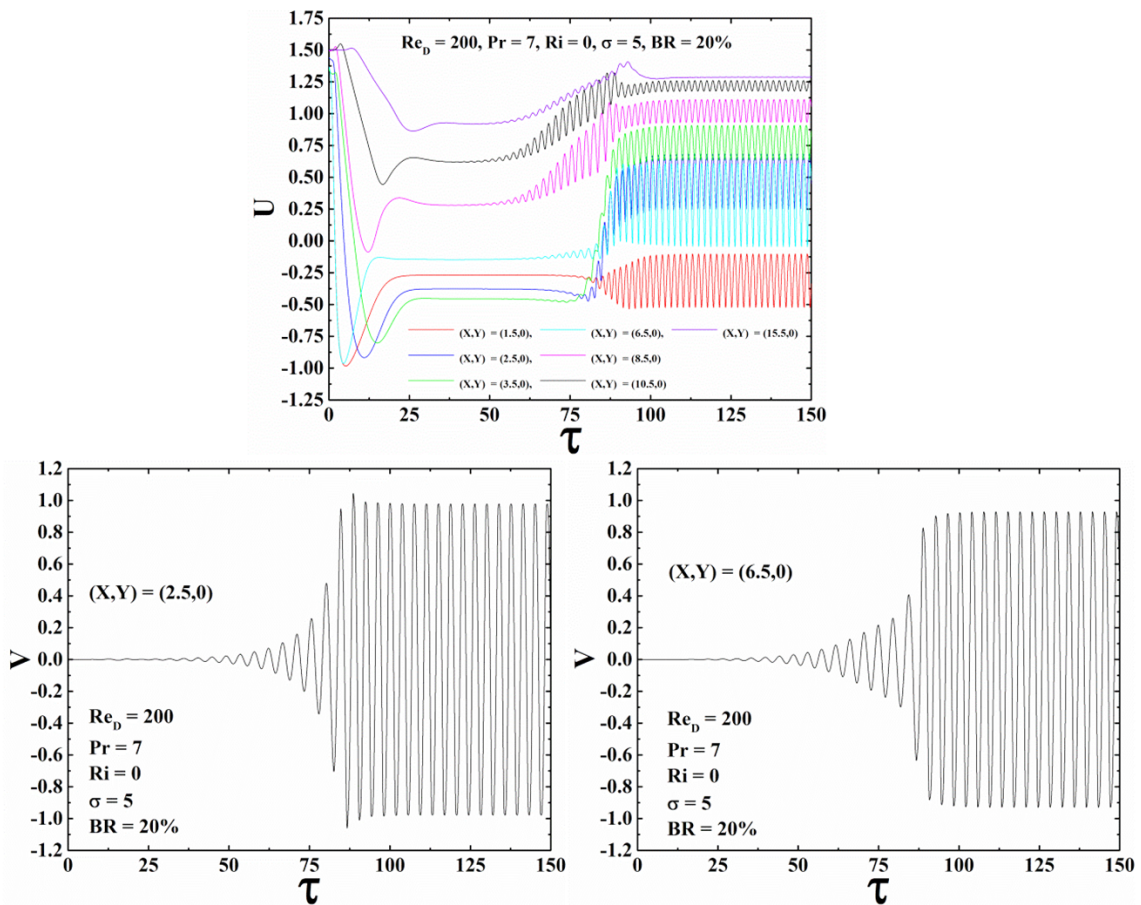 Re_D = 200, Pr = 7, Ri = 0, σ = 5, BR = 20%
U
1.75
1.50
1.25
1.00
0.75
0.50
0.25
0.00
-0.25
-0.50
-0.75
-1.00
-1.25
(X,Y) = (1.5,0), (X,Y) = (6.5,0), (X,Y) = (15.5,0)
(X,Y) = (2.5,0) (X,Y) = (8.5,0)
(X,Y) = (3.5,0), (X,Y) = (10.5,0)
0 25 50 75 100 125 150
τ
V
1.2
1.0
0.8
0.6
0.4
0.2
0.0
-0.2
-0.4
-0.6
-0.8
-1.0
-1.2
(X,Y) = (2.5,0)
Re_D = 200
Pr = 7
Ri = 0
σ = 5
BR = 20%
0 25 50 75 100 125 150
τ
V
1.2
1.0
0.8
0.6
0.4
0.2
0.0
-0.2
-0.4
-0.6
-0.8
-1.0
-1.2
(X,Y) = (6.5,0)
Re_D = 200
Pr = 7
Ri = 0
σ = 5
BR = 20%
0 25 50 75 100 125 150
τ